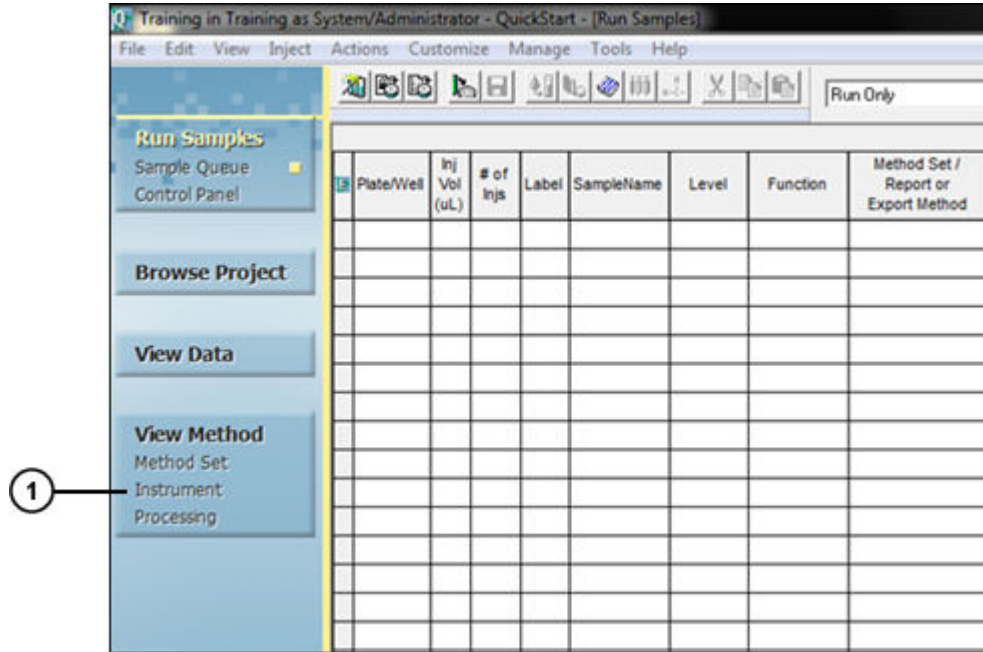 Training in Training as System/Administrator - QuickStart - [Run Samples]
File Edit View Inject Actions Customize Manage Tools Help
Run Only
Run Samples
Sample Queue
Control Panel
Browse Project
View Data
View Method
Method Set
1
Instrument
Processing
Plate/Well
Inj
Vol
(uL)
# of
Injs
Label
SampleName
Level
Function
Method Set /
Report or
Export Method